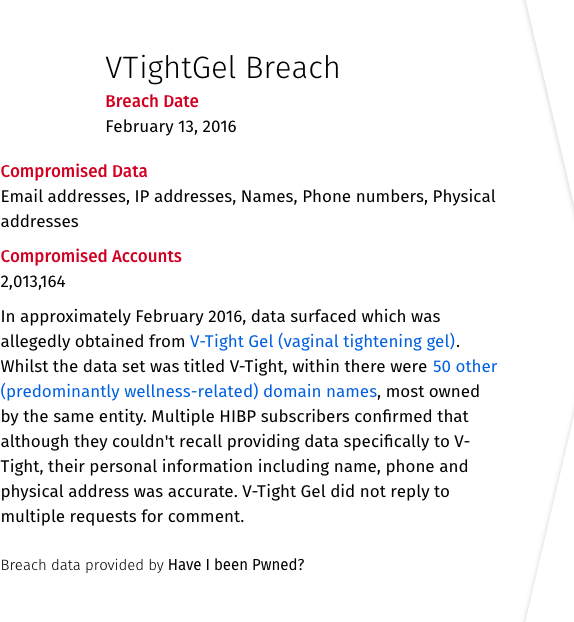 VTightGel Breach
Breach Date
February 13, 2016
Compromised Data
Email addresses, IP addresses, Names, Phone numbers, Physical
addresses
Compromised Accounts
2,013,164
In approximately February 2016, data surfaced which was
allegedly obtained from V-Tight Gel (vaginal tightening gel).
Whilst the data set was titled V-Tight, within there were 50 other
(predominantly wellness-related) domain names, most owned
by the same entity. Multiple HIBP subscribers confirmed that
although they couldn't recall providing data specifically to V-
Tight, their personal information including name, phone and
physical address was accurate. V-Tight Gel did not reply to
multiple requests for comment.
Breach data provided by Have I been Pwned?